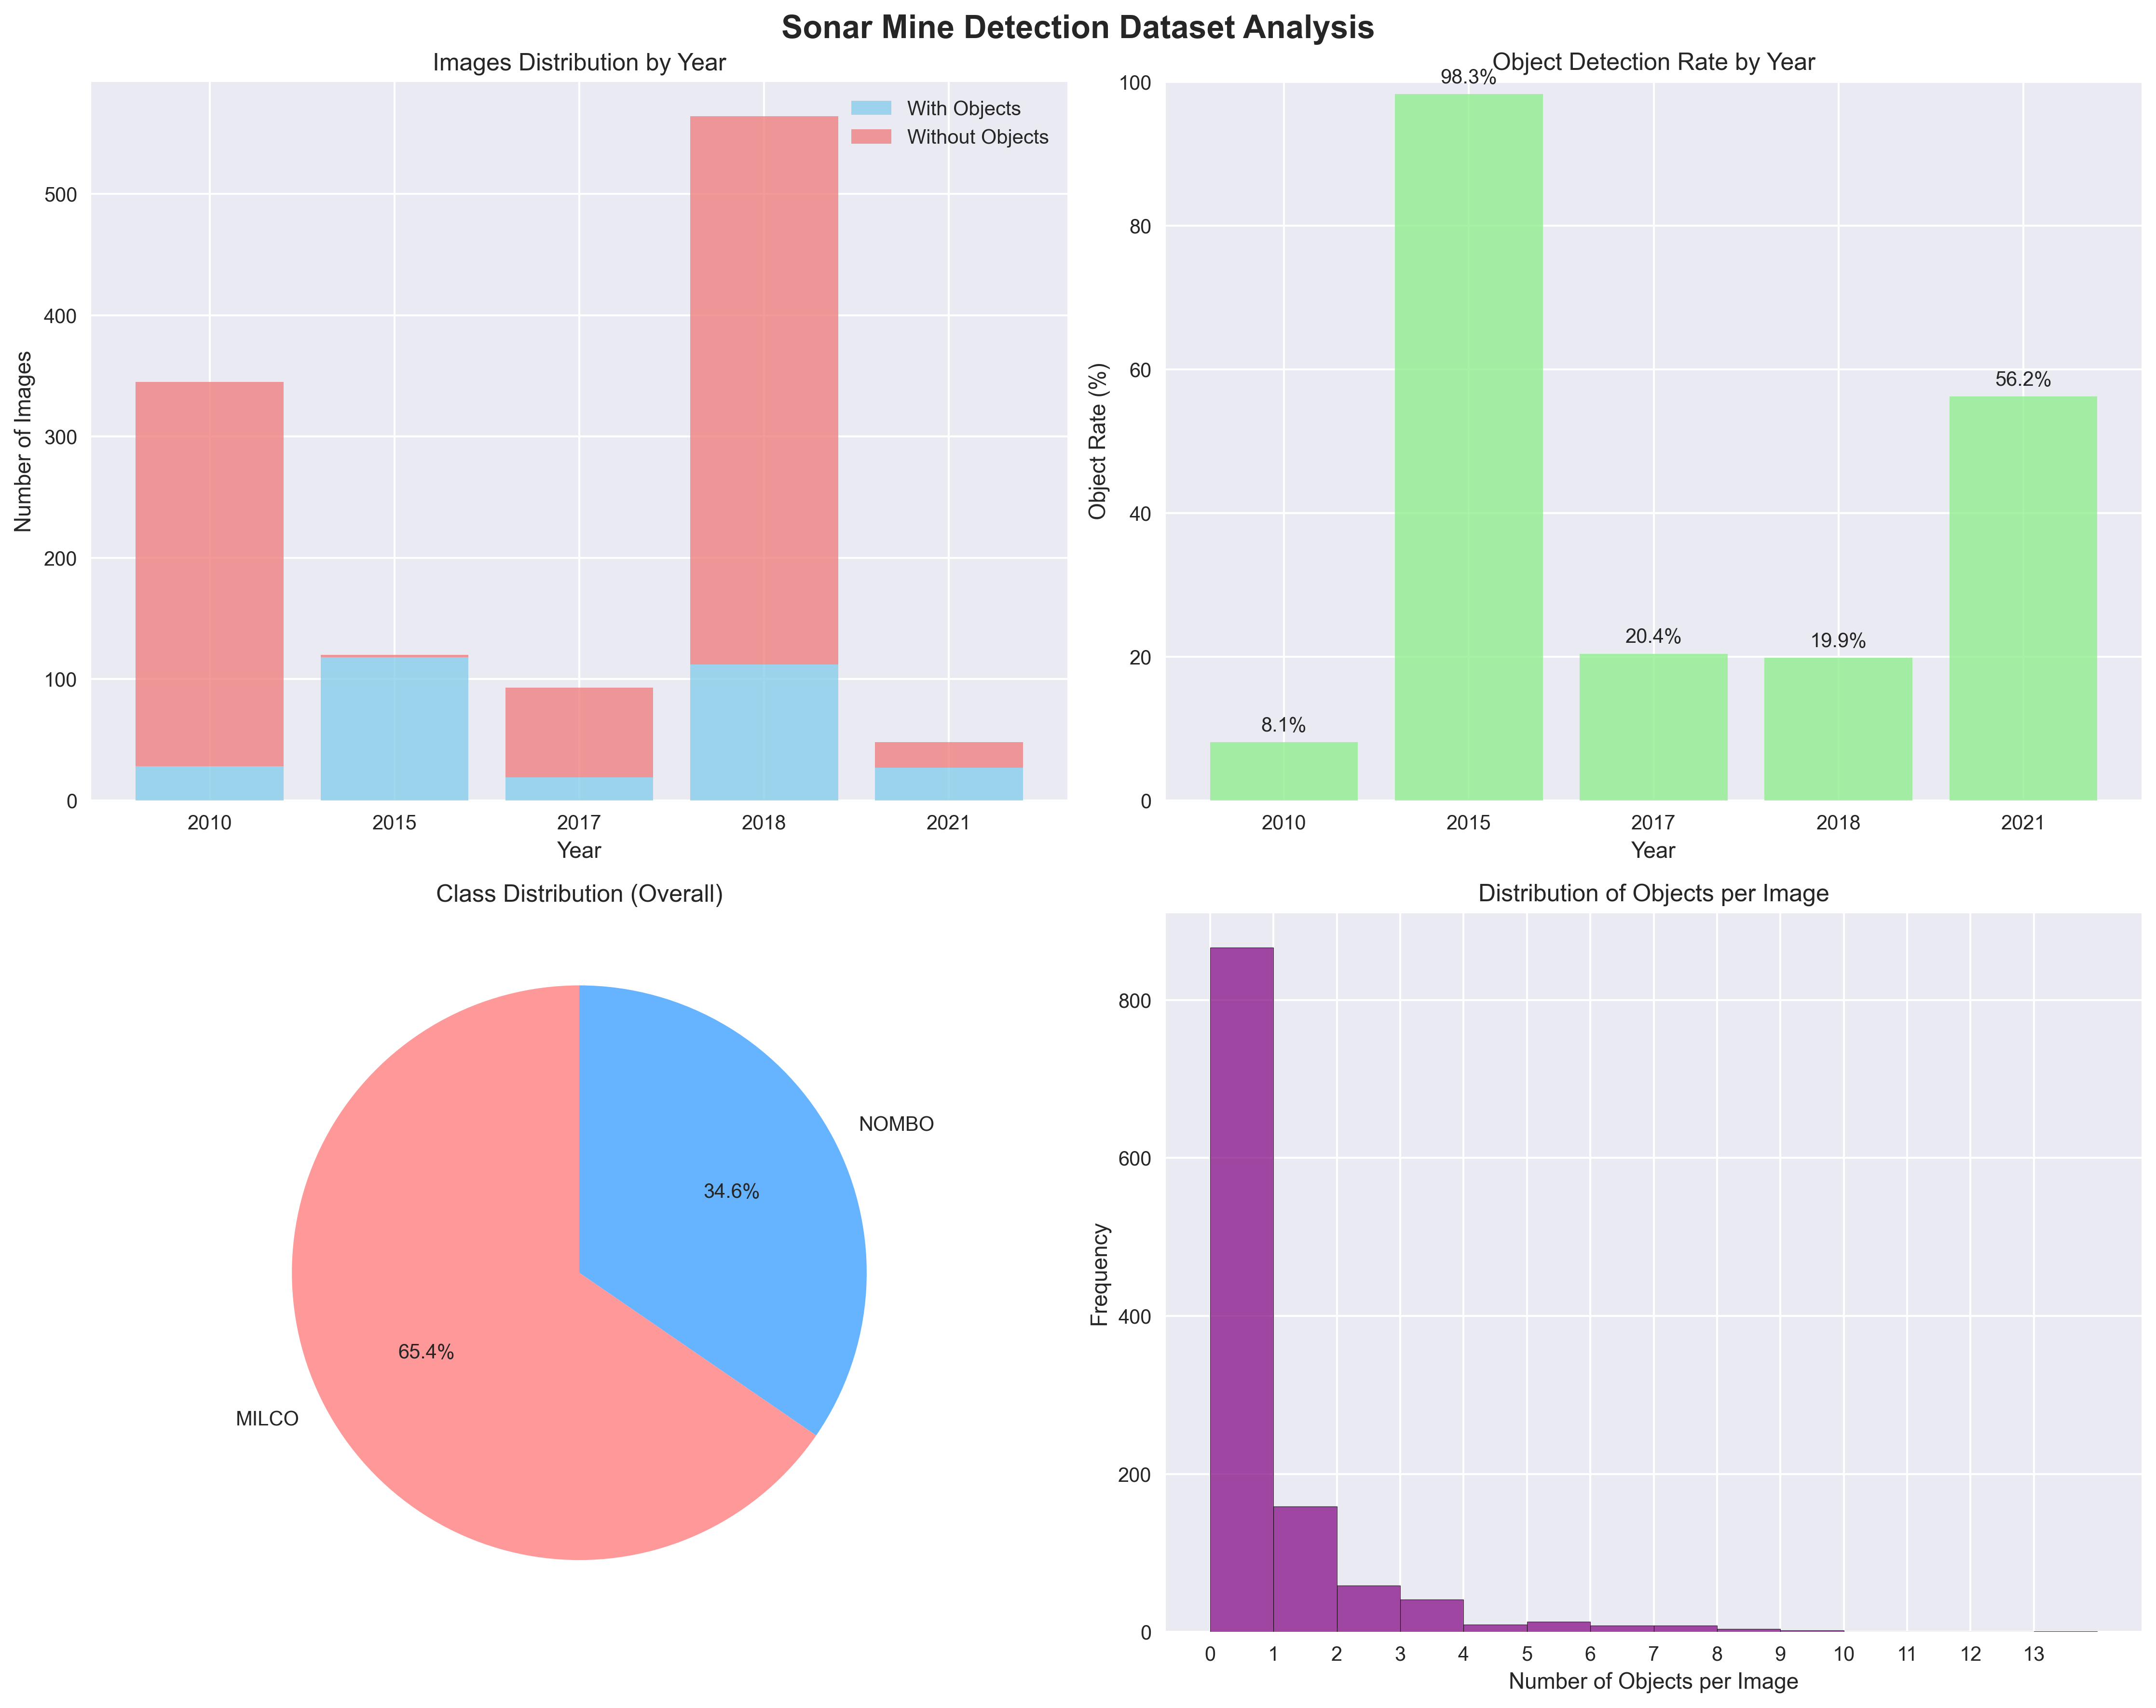 Sonar Mine Detection Dataset Analysis
Images Distribution by Year
With Objects
Without Objects
Number of Images
500
400
300
200
100
0
2010 2015 2017 2018 2021
Year
Object Detection Rate by Year
Object Rate (%)
100
80
60
40
20
0
8.1%
98.3%
20.4%
19.9%
56.2%
2010 2015 2017 2018 2021
Year
Class Distribution (Overall)
NOMBO
34.6%
65.4%
MILCO
Distribution of Objects per Image
Frequency
800
600
400
200
0
0 1 2 3 4 5 6 7 8 9 10 11 12 13
Number of Objects per Image